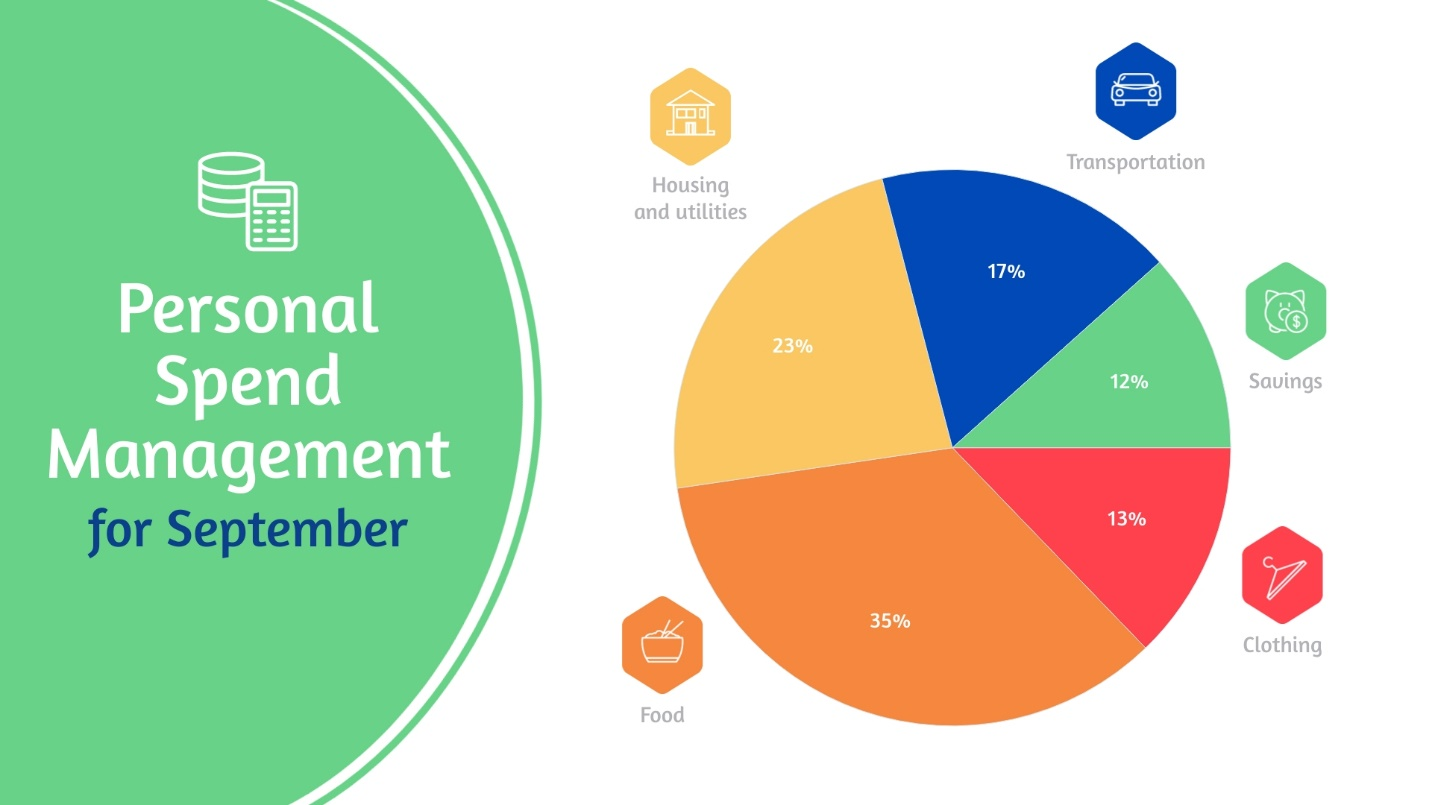 Personal
Spend
Management
for September
Housing
and utilities
Transportation
17%
23%
12%
Savings
13%
35%
Clothing
Food
$